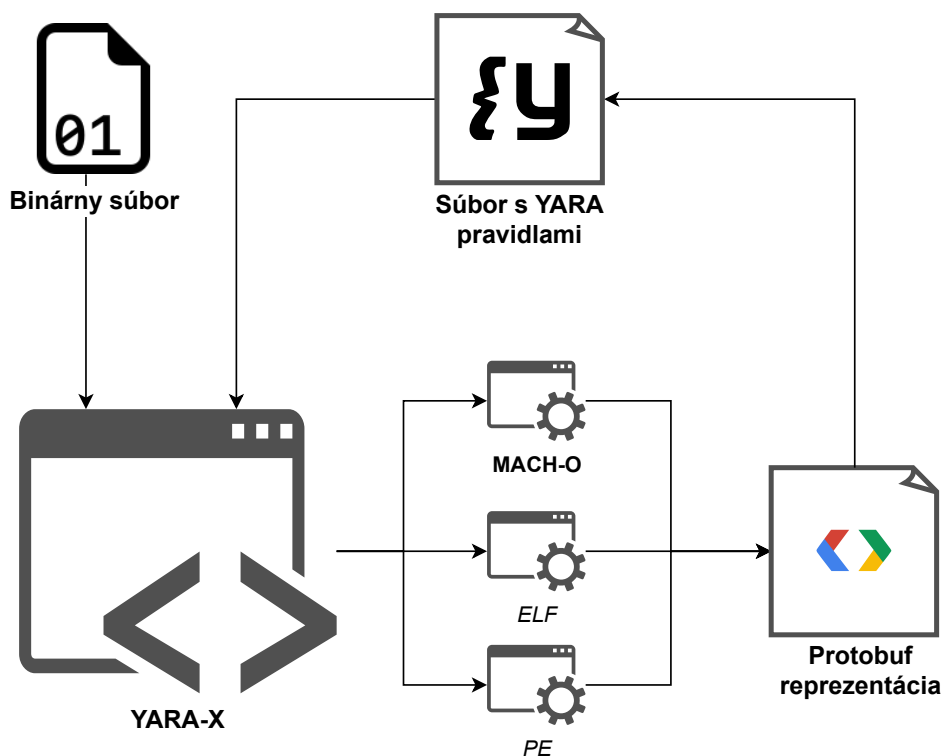 01
{y
Binárny súbor
Súbor s YARA
pravidlami
MACH-O
ELF
PE
YARA-X
Protobuf
reprezentácia